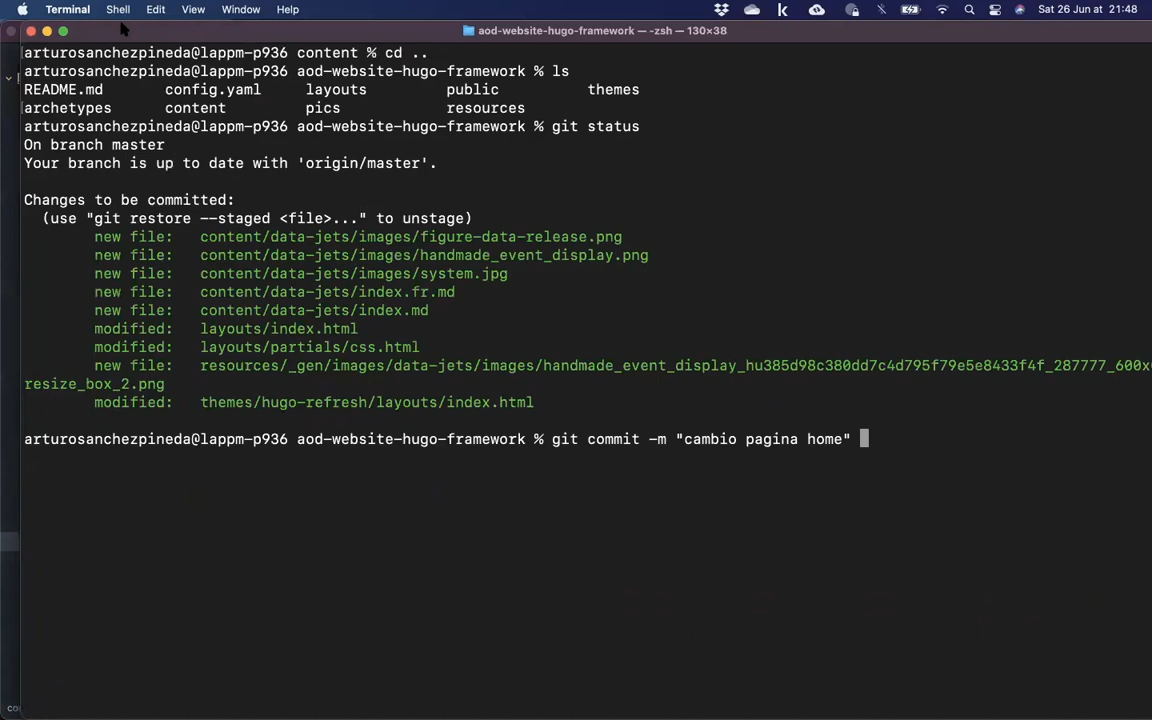 Terminal Shell Edit View Window Help Sat 26 Jun at 21:48
aod-website-hugo-framework — -zsh — 130×38
arturosanchezpineda@lappm-p936 content % cd ..
arturosanchezpineda@lappm-p936 aod-website-hugo-framework % ls
README.md config.yaml layouts public themes
archetypes content pics resources
arturosanchezpineda@lappm-p936 aod-website-hugo-framework % git status
On branch master
Your branch is up to date with 'origin/master'.
Changes to be committed:
(use "git restore --staged <file>..." to unstage)
new file: content/data-jets/images/figure-data-release.png
new file: content/data-jets/images/handmade_event_display.png
new file: content/data-jets/images/system.jpg
new file: content/data-jets/index.fr.md
new file: content/data-jets/index.md
modified: layouts/index.html
modified: layouts/partials/css.html
new file: resources/_gen/images/data-jets/images/handmade_event_display_hu385d98c380dd7c4d795f79e5e8433f4f_287777_600x
resize_box_2.png
modified: themes/hugo-refresh/layouts/index.html
arturosanchezpineda@lappm-p936 aod-website-hugo-framework % git commit -m "cambio pagina home"